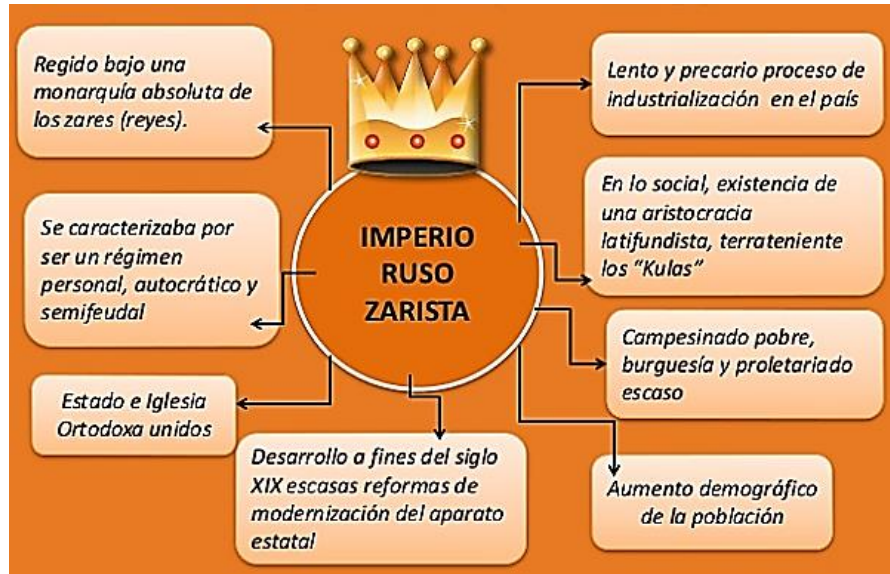 Regido bajo una
monarquía absoluta de
los zares (reyes).
Se caracterizaba por
ser un régimen
personal, autocrático y
semifeudal
Estado e Iglesia
Ortodoxa unidos
IMPERIO
RUSO
ZARISTA
Desarrollo a fines del siglo
XIX escasas reformas de
modernización del aparato
estatal
Lento y precario proceso de
industrialización en el país
En lo social, existencia de
una aristocracia
latifundista, terrateniente
los “Kulas”
Campesinado pobre,
burguesía y proletariado
escaso
Aumento demográfico
de la población